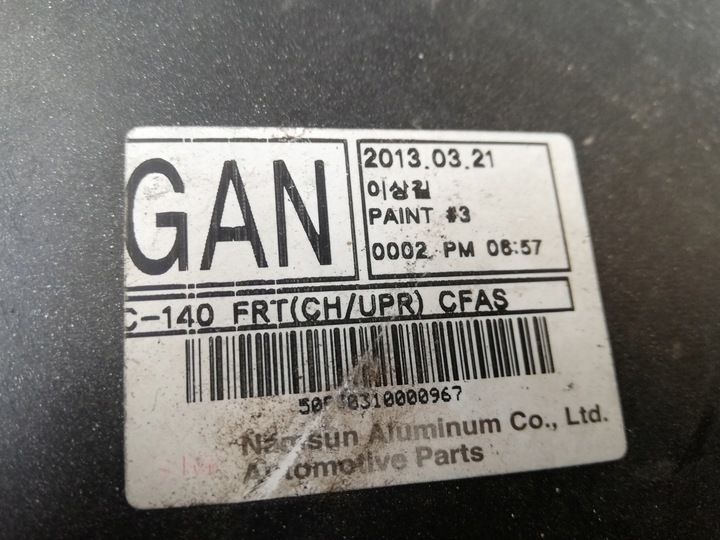 GAN
2013.03.21
이상길
PAINT #3
0002 PM 06:57
C-140 FRT(CH/UPR) CFAS
Namsun Aluminum Co., Ltd.
Automotive Parts